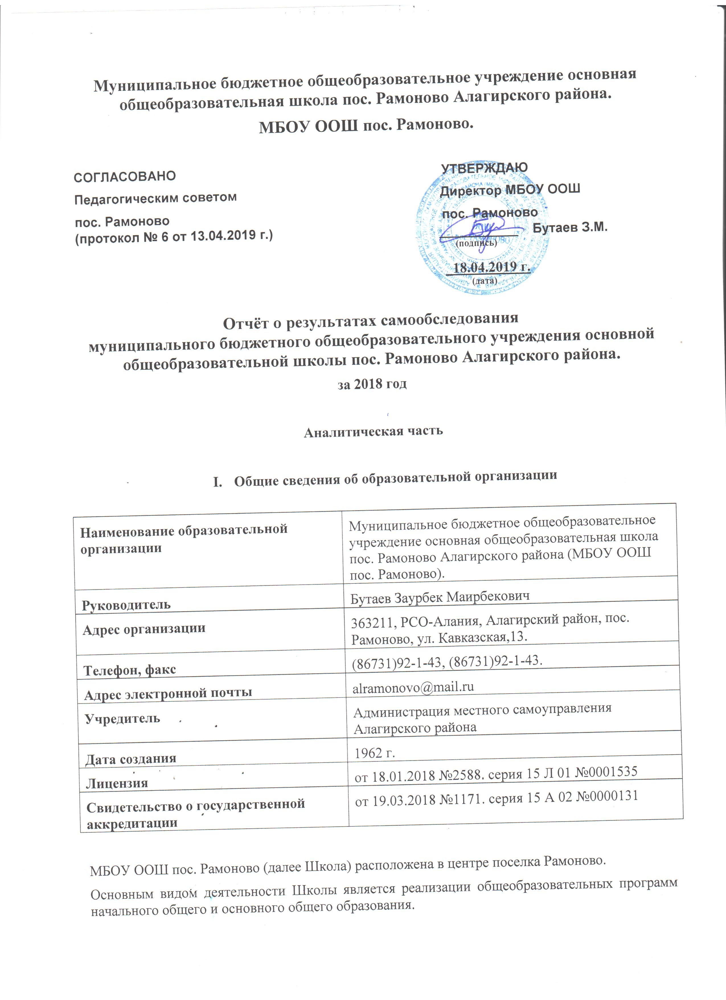 Муниципальное бюджетное общеобразовательное учреждение основная
общеобразовательная школа пос. Рамоново Алагирского района.
МБОУ ООШ пос. Рамоново.
СОГЛАСОВАНО
Педагогическим советом
пос. Рамоново
(протокол № 6 от 13.04.2019 г.)
УТВЕРЖДАЮ
Директор МБОУ ООШ
пос. Рамоново
Бутаев З.М.
(подпись)
18.04.2019 г.
(дата)
Отчёт о результатах самообследования
муниципального бюджетного общеобразовательного учреждения основной
общеобразовательной школы пос. Рамоново Алагирского района.
за 2018 год
Аналитическая часть
I. Общие сведения об образовательной организации
Наименование образовательной
организации
Муниципальное бюджетное общеобразовательное
учреждение основная общеобразовательная школа
пос. Рамоново Алагирского района (МБОУ ООШ
пос. Рамоново).
Руководитель
Бутаев Заурбек Маирбекович
Адрес организации
363211, РСО-Алания, Алагирский район, пос.
Рамоново, ул. Кавказская,13.
Телефон, факс
(86731)92-1-43, (86731)92-1-43.
Адрес электронной почты
alramonovo@mail.ru
Учредитель
Администрация местного самоуправления
Алагирского района
Дата создания
1962 г.
Лицензия
от 18.01.2018 №2588. серия 15 Л 01 №0001535
Свидетельство о государственной
аккредитации
от 19.03.2018 №1171. серия 15 А 02 №0000131
МБОУ ООШ пос. Рамоново (далее Школа) расположена в центре поселка Рамоново.
Основным видом деятельности Школы является реализации общеобразовательных программ
начального общего и основного общего образования.